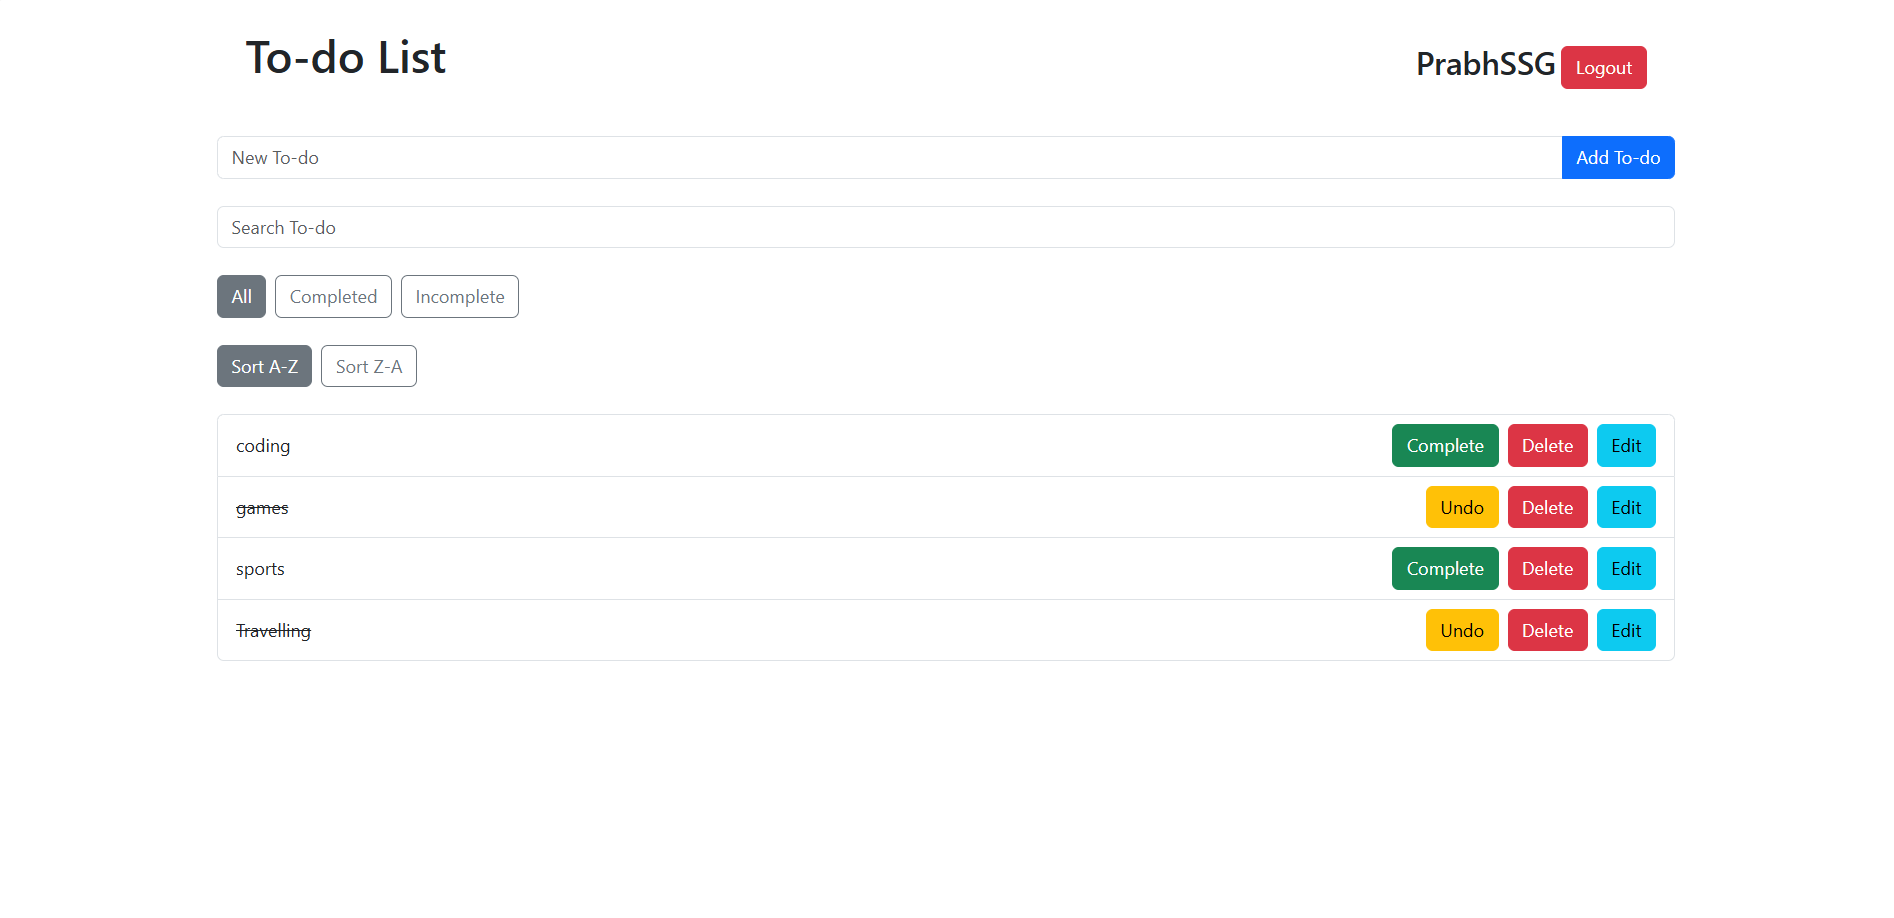 To-do List
PrabhSSG Logout
New To-do Add To-do
Search To-do
All Completed Incomplete
Sort A-Z Sort Z-A
coding Complete Delete Edit
games Undo Delete Edit
sports Complete Delete Edit
Travelling Undo Delete Edit